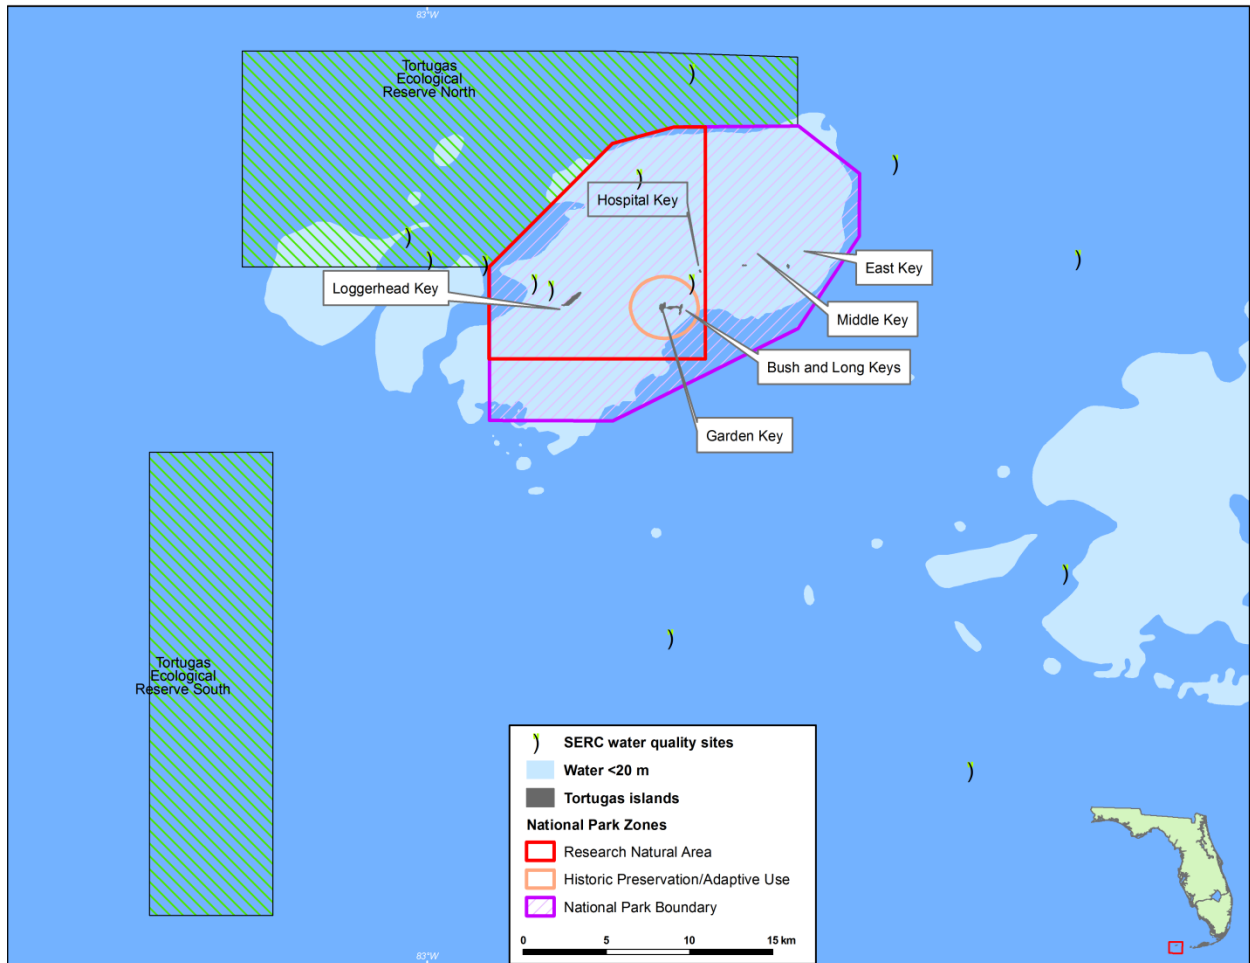 83°W
Tortugas
Ecological
Reserve North
Hospital Key
East Key
Loggerhead Key
Middle Key
Bush and Long Keys
Garden Key
Tortugas
Ecological
Reserve South
SERC water quality sites
Water <20 m
Tortugas islands
National Park Zones
Research Natural Area
Historic Preservation/Adaptive Use
National Park Boundary
0 5 10 15 km
83°W